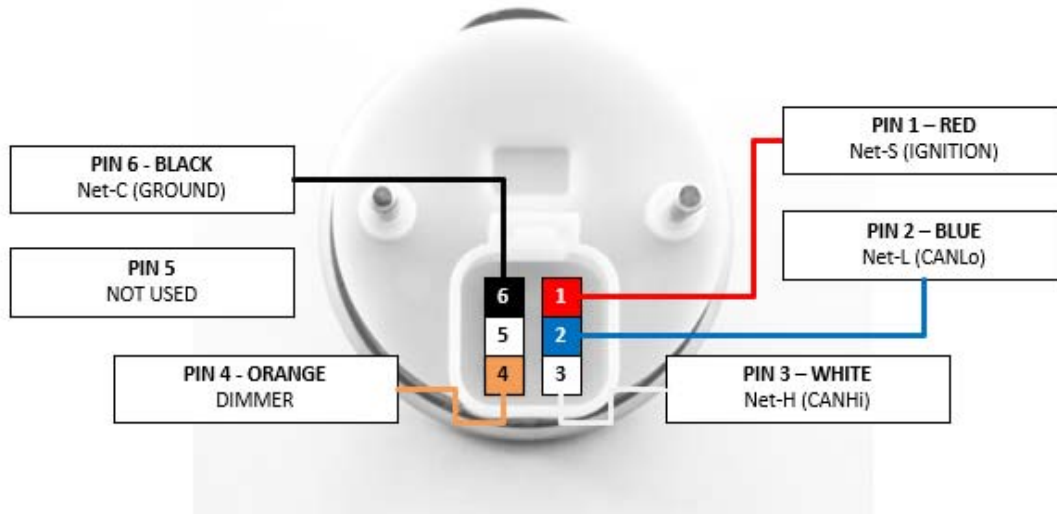 PIN 1 – RED
Net-S (IGNITION)
PIN 6 - BLACK
Net-C (GROUND)
PIN 2 – BLUE
Net-L (CANLo)
PIN 5
NOT USED
6
1
5
2
4
3
PIN 4 - ORANGE
DIMMER
PIN 3 – WHITE
Net-H (CANHi)